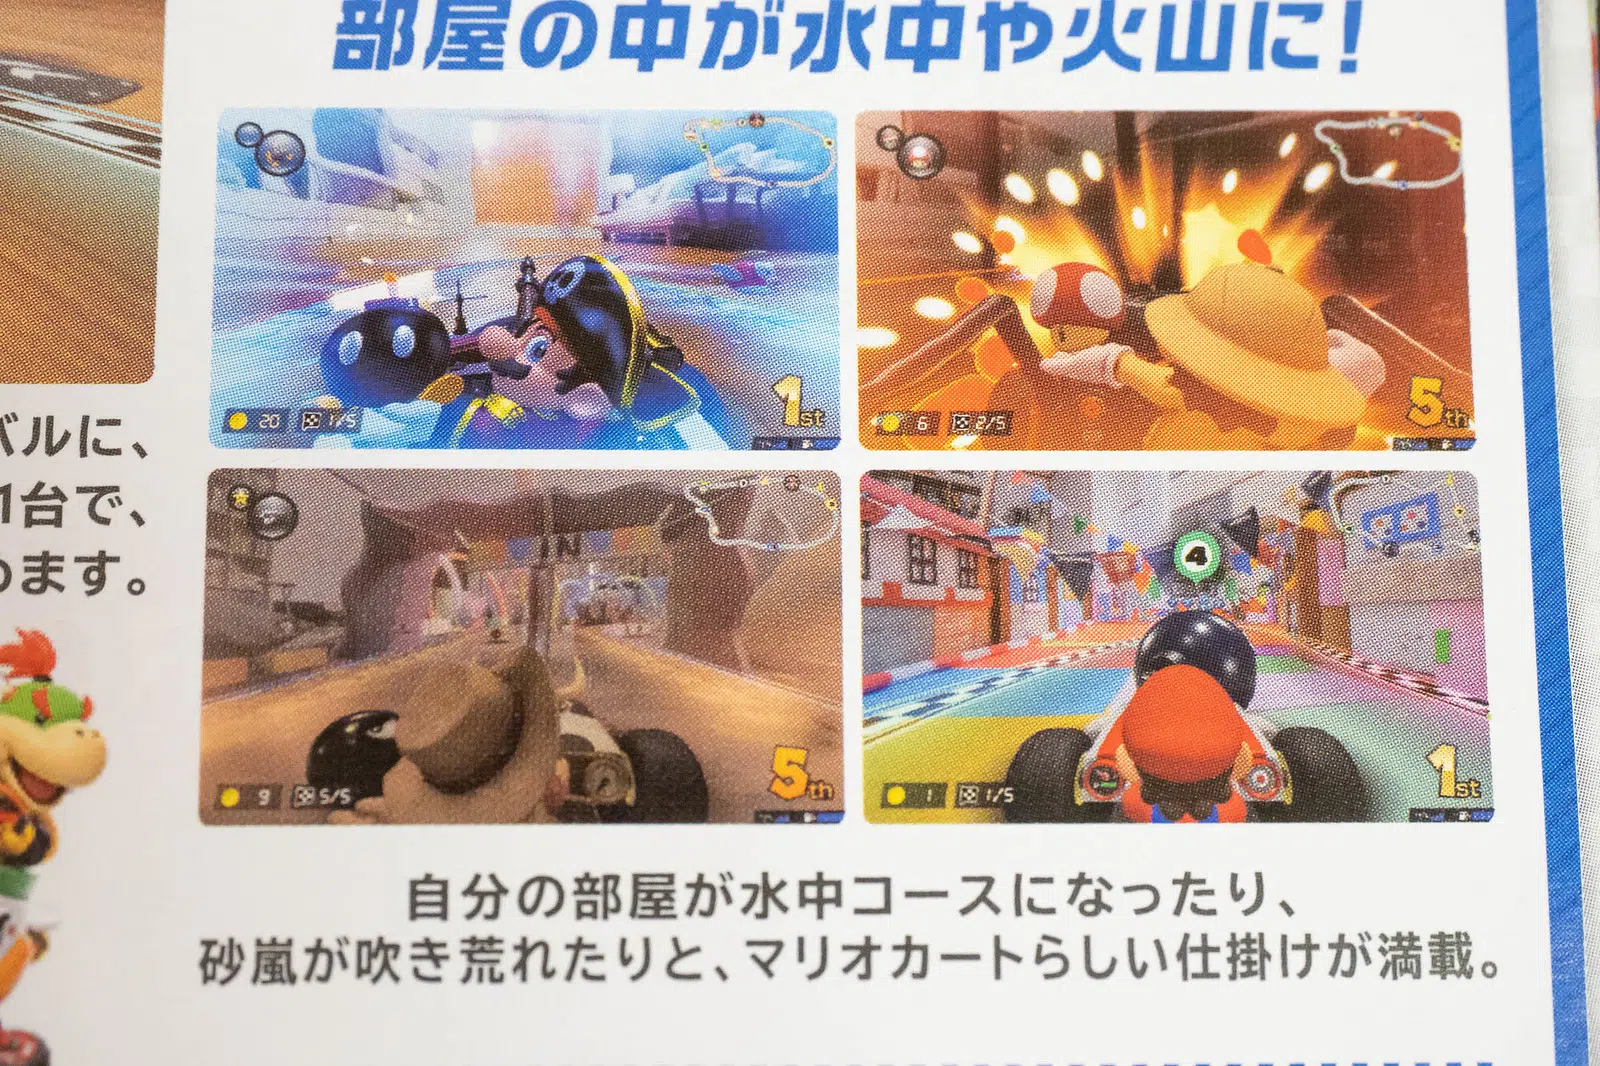 部屋の中が水中や火山に!
20 1/5
1st
6 2/5
5th
バルに、
1台で、
めます。
IN
9 5/5
5th
4
1 1/5
1st
自分の部屋が水中コースになったり、
砂嵐が吹き荒れたりと、マリオカートらしい仕掛けが満載。